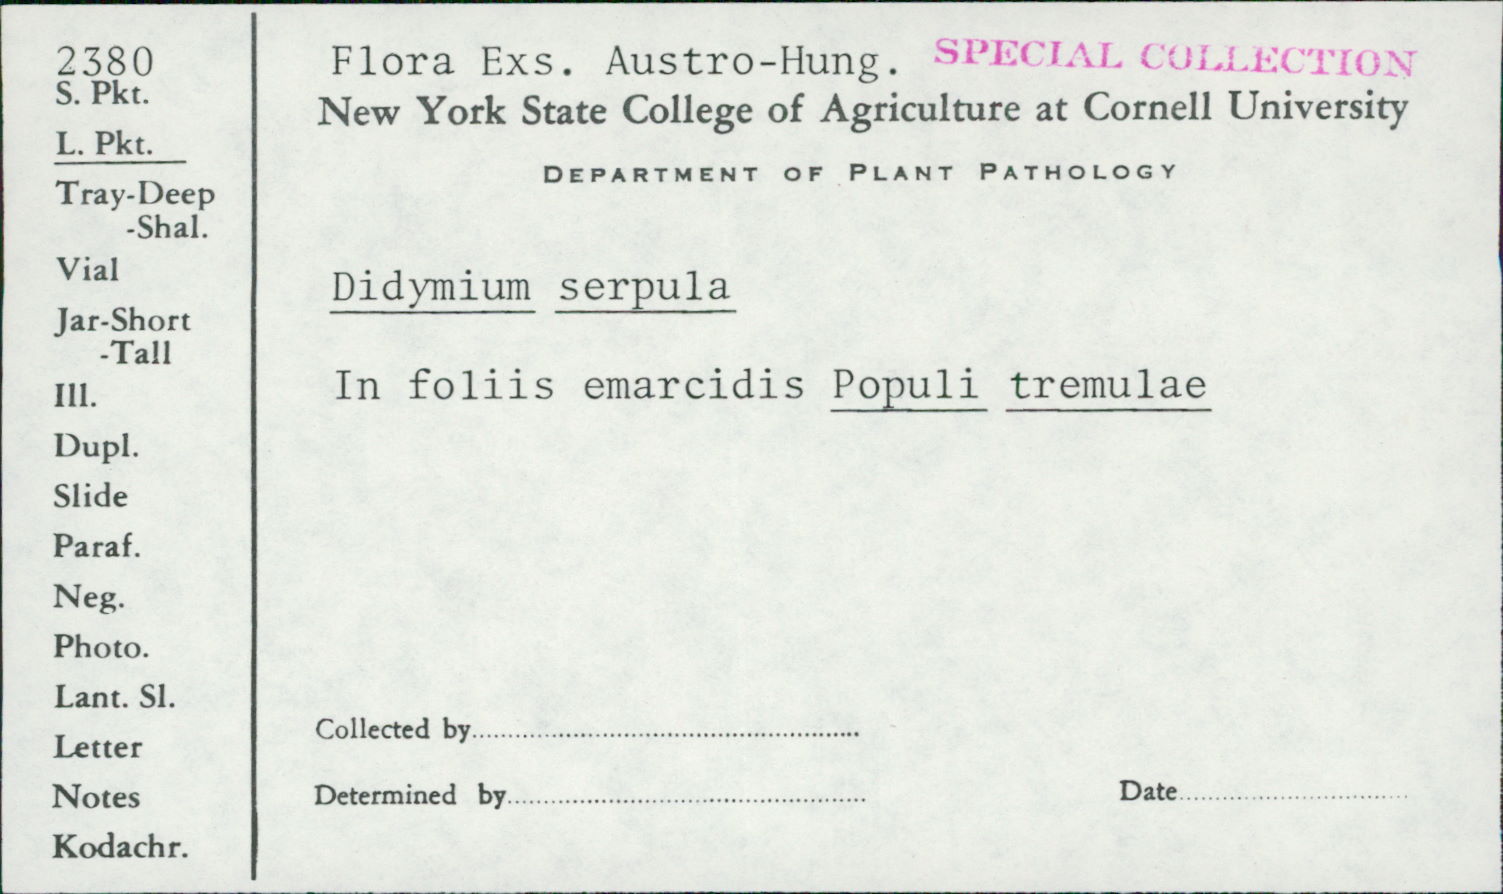 2380
S. Pkt.
L. Pkt.
Tray-Deep
-Shal.
Vial
Jar-Short
-Tall
Ill.
Dupl.
Slide
Paraf.
Neg.
Photo.
Lant. Sl.
Letter
Notes
Kodachr.
Flora Exs. Austro-Hung. SPECIAL COLLECTION
New York State College of Agriculture at Cornell University
DEPARTMENT OF PLANT PATHOLOGY
Didymium serpula
In foliis emarcidis Populi tremulae
Collected by
Determined by
Date